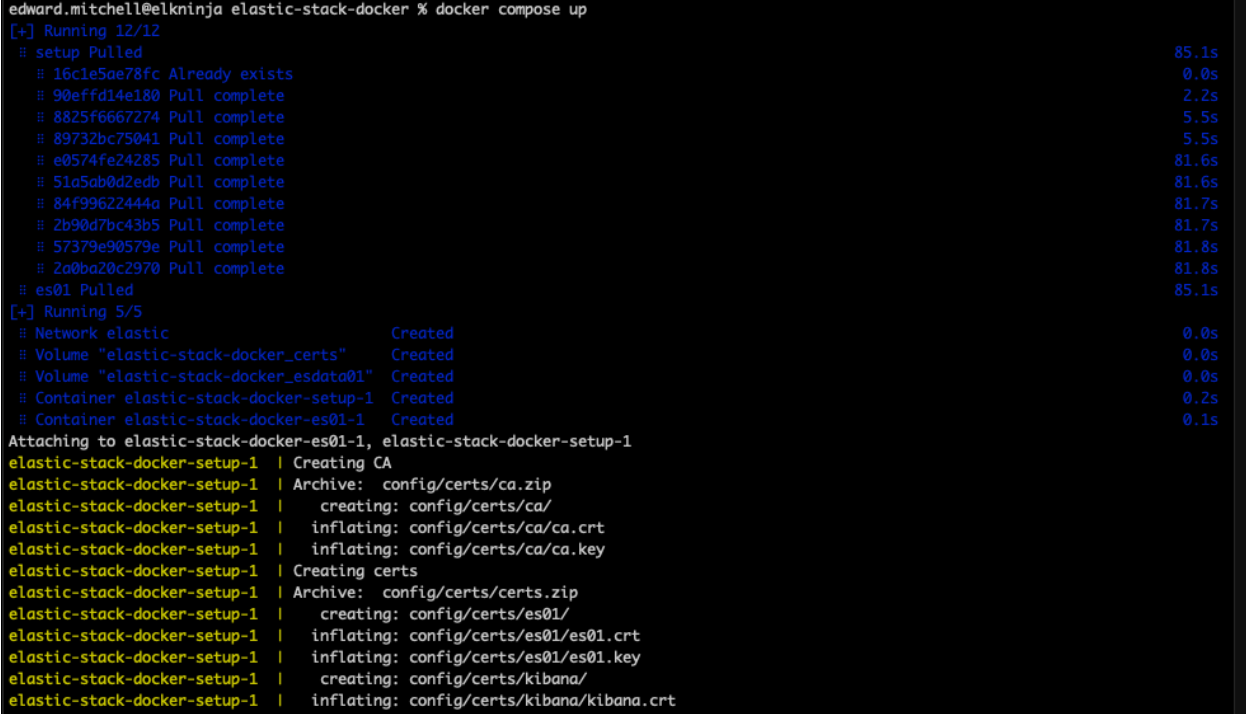 edward.mitchell@elkninja elastic-stack-docker % docker compose up
[+] Running 12/12
⠿ setup Pulled 85.1s
⠿ 16c1e5ae78fc Already exists 0.0s
⠿ 90effd14e180 Pull complete 2.2s
⠿ 8825f6667274 Pull complete 5.5s
⠿ 89732bc75041 Pull complete 5.5s
⠿ e0574fe24285 Pull complete 81.6s
⠿ 51a5ab0d2edb Pull complete 81.6s
⠿ 84f99622444a Pull complete 81.7s
⠿ 2b90d7bc43b5 Pull complete 81.7s
⠿ 57379e90579e Pull complete 81.8s
⠿ 2a0ba20c2970 Pull complete 81.8s
⠿ es01 Pulled 85.1s
[+] Running 5/5
⠿ Network elastic Created 0.0s
⠿ Volume "elastic-stack-docker_certs" Created 0.0s
⠿ Volume "elastic-stack-docker_esdata01" Created 0.0s
⠿ Container elastic-stack-docker-setup-1 Created 0.2s
⠿ Container elastic-stack-docker-es01-1 Created 0.1s
Attaching to elastic-stack-docker-es01-1, elastic-stack-docker-setup-1
elastic-stack-docker-setup-1 | Creating CA
elastic-stack-docker-setup-1 | Archive: config/certs/ca.zip
elastic-stack-docker-setup-1 | creating: config/certs/ca/
elastic-stack-docker-setup-1 | inflating: config/certs/ca/ca.crt
elastic-stack-docker-setup-1 | inflating: config/certs/ca/ca.key
elastic-stack-docker-setup-1 | Creating certs
elastic-stack-docker-setup-1 | Archive: config/certs/certs.zip
elastic-stack-docker-setup-1 | creating: config/certs/es01/
elastic-stack-docker-setup-1 | inflating: config/certs/es01/es01.crt
elastic-stack-docker-setup-1 | inflating: config/certs/es01/es01.key
elastic-stack-docker-setup-1 | creating: config/certs/kibana/
elastic-stack-docker-setup-1 | inflating: config/certs/kibana/kibana.crt